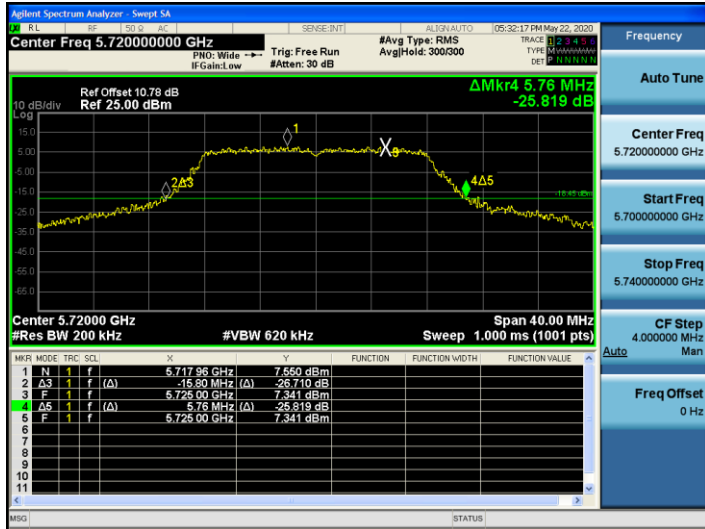 Agilent Spectrum Analyzer - Swept SA
RL RF 50 Ω AC SENSE:INT ALIGNAUTO 05:32:17 PM May 22, 2020
Center Freq 5.720000000 GHz
PNO: Wide
IFGain:Low
Trig: Free Run
#Atten: 30 dB
#Avg Type: RMS
Avg|Hold: 300/300
TRACE 1 2 3 4 5 6
TYPE M
DET P N N N N N
Frequency
Auto Tune
Center Freq
5.720000000 GHz
Start Freq
5.700000000 GHz
Stop Freq
5.740000000 GHz
CF Step
4.000000 MHz
Auto Man
Freq Offset
0 Hz
ΔMkr4 5.76 MHz
-25.819 dB
Ref Offset 10.78 dB
10 dB/div Ref 25.00 dBm
Log
15.0
5.00
-5.00
-15.0
-25.0
-35.0
-45.0
-55.0
-65.0
1
2Δ3
4Δ5
Center 5.72000 GHz Span 40.00 MHz
#Res BW 200 kHz #VBW 620 kHz Sweep 1.000 ms (1001 pts)
MKR MODE TRC SCL X Y FUNCTION FUNCTION WIDTH FUNCTION VALUE
1 N 1 f 5.717 96 GHz 7.550 dBm
2 Δ3 1 f (Δ) -15.80 MHz (Δ) -26.710 dB
3 F 1 f 5.725 00 GHz 7.341 dBm
4 Δ5 1 f (Δ) 5.76 MHz (Δ) -25.819 dB
5 F 1 f 5.725 00 GHz 7.341 dBm
6
7
8
9
10
11
MSG STATUS